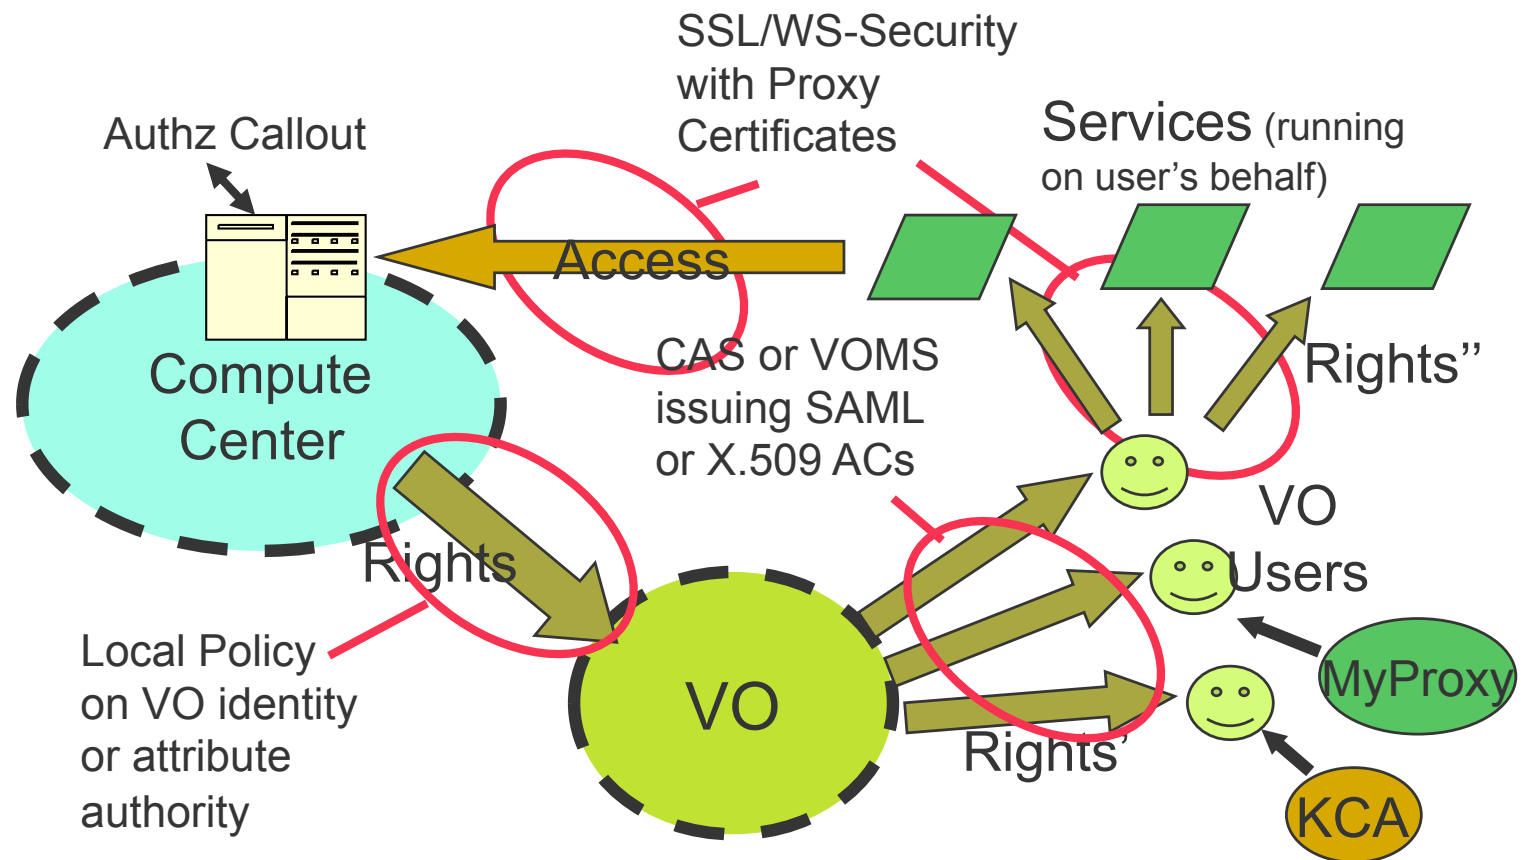 SSL/WS-Security
with Proxy
Certificates
Authz Callout
Services (running
on user’s behalf)
Access
Compute
Center
CAS or VOMS
issuing SAML
or X.509 ACs
Rights’’
VO
Users
Rights
Local Policy
on VO identity
or attribute
authority
VO
MyProxy
Rights’
KCA